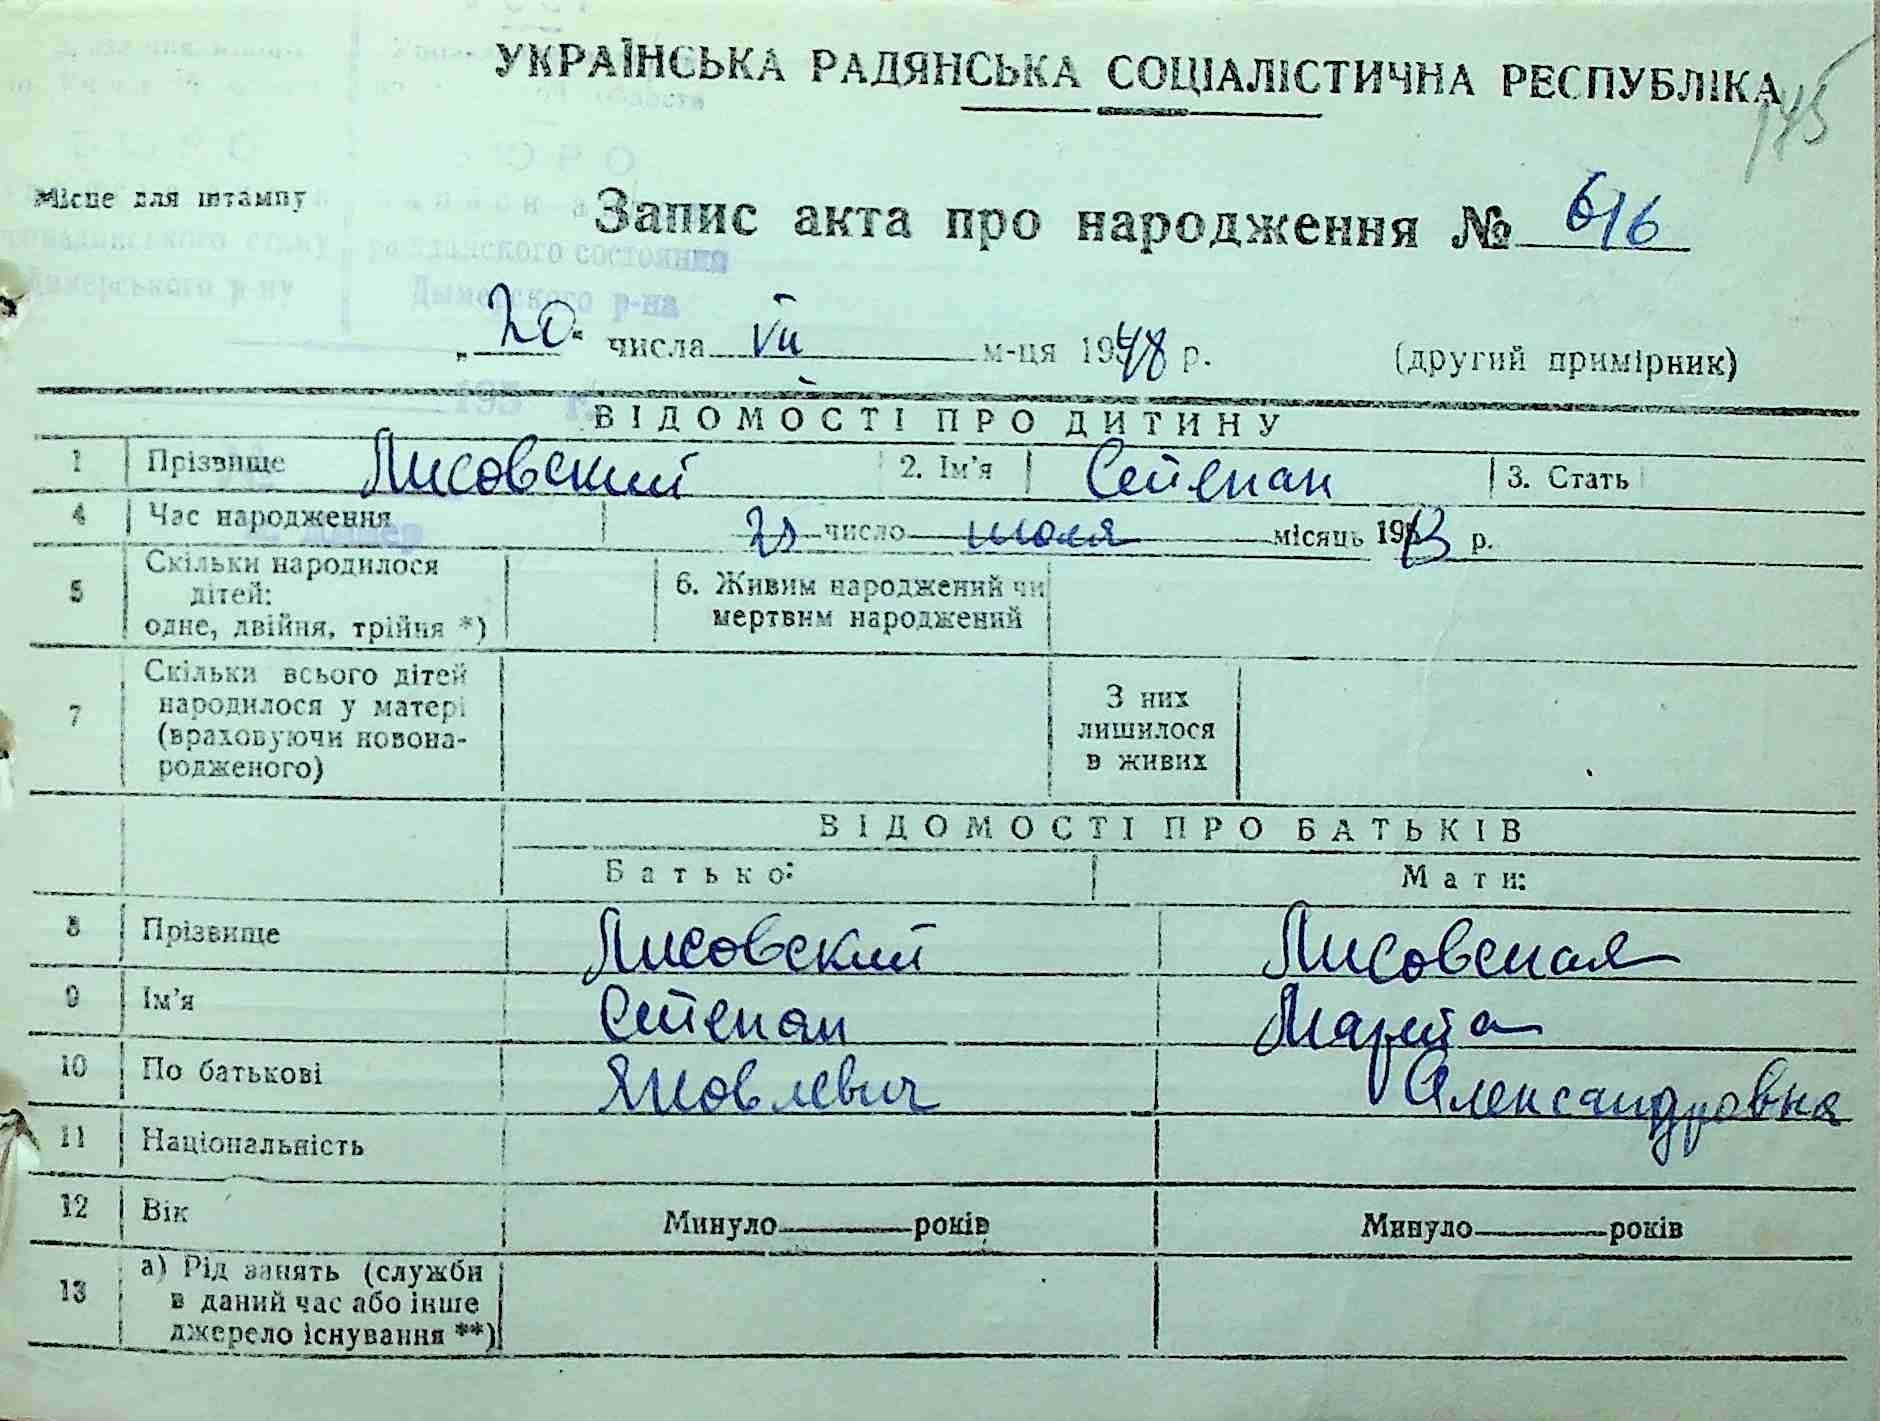 УКРАЇНСЬКА РАДЯНСЬКА СОЦІАЛІСТИЧНА РЕСПУБЛІКА
145
Місце для штампу
Запис акта про народження № 616
„20“ числа VII м-ця 1948 р. (другий примірник)
ВІДОМОСТІ ПРО ДИТИНУ
1 Прізвище Лисовский 2. Ім'я Степан 3. Стать
4 Час народження число июля місяць 19 р.
5 Скільки народилося дітей: одне, двійня, трійня *) 6. Живим народжений чи мертвим народжений
7 Скільки всього дітей народилося у матері (враховуючи новонародженого) З них лишилося в живих
ВІДОМОСТІ ПРО БАТЬКІВ
Батько: Мати:
8 Прізвище Лисовский Лисовская
9 Ім'я Степан Марта
10 По батькові Яковлевич Александровна
11 Національність
12 Вік Минуло років Минуло років
13 а) Рід занять (служби в даний час або інше джерело існування **)